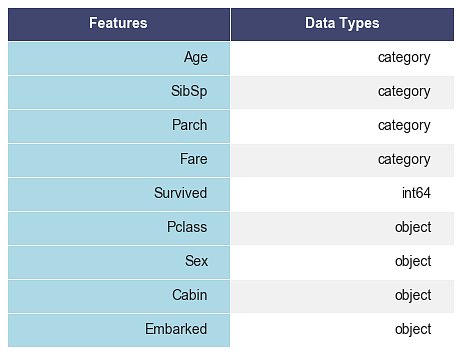 Features Data Types
Age category
SibSp category
Parch category
Fare category
Survived int64
Pclass object
Sex object
Cabin object
Embarked object